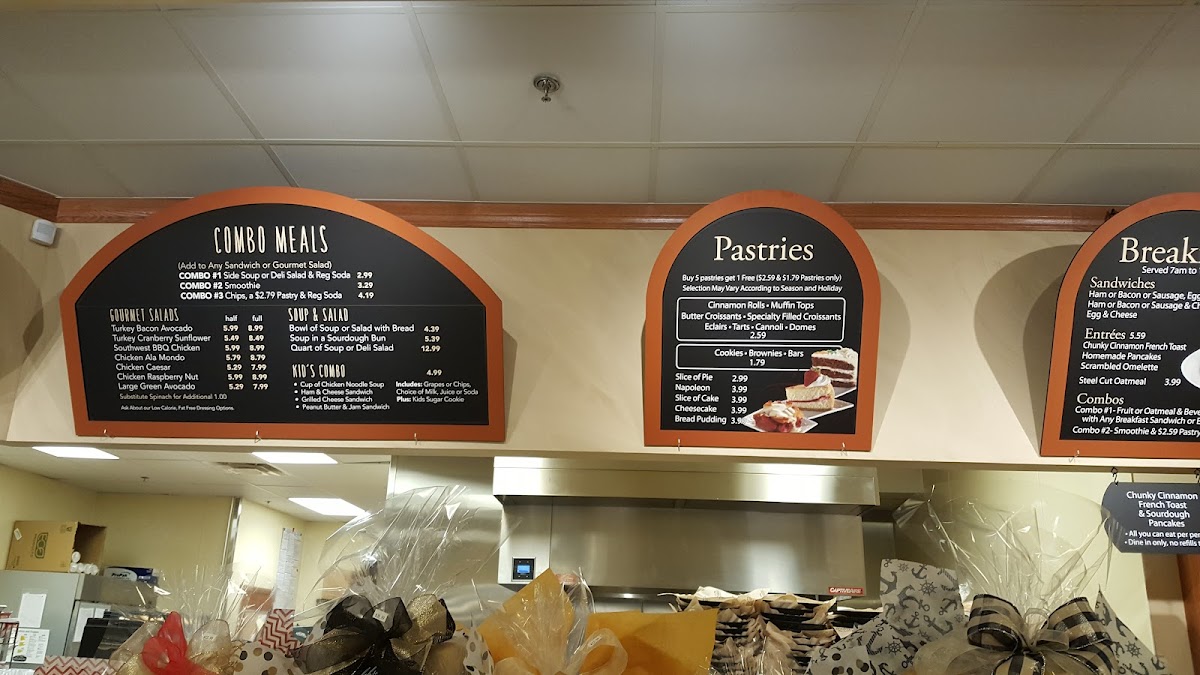 COMBO MEALS
(Add to Any Sandwich or Gourmet Salad)
COMBO #1 Side Soup or Deli Salad & Reg Soda 2.99
COMBO #2 Smoothie 3.29
COMBO #3 Chips, a $2.79 Pastry & Reg Soda 4.19
GOURMET SALADS half full
Turkey Bacon Avocado 5.99 8.99
Turkey Cranberry Sunflower 5.49 8.49
Southwest BBQ Chicken 5.99 8.99
Chicken Ala Mondo 5.79 8.79
Chicken Caesar 5.29 7.99
Chicken Raspberry Nut 5.99 8.99
Large Green Avocado 5.29 7.99
Substitute Spinach for Additional 1.00
Ask About our Low Calorie, Fat Free Dressing Options.
SOUP & SALAD
Bowl of Soup or Salad with Bread 4.39
Soup in a Sourdough Bun 5.39
Quart of Soup or Deli Salad 12.99
KID'S COMBO 4.99
• Cup of Chicken Noodle Soup
• Ham & Cheese Sandwich
• Grilled Cheese Sandwich
• Peanut Butter & Jam Sandwich
Includes: Grapes or Chips,
Choice of Milk, Juice or Soda
Plus: Kids Sugar Cookie
Pastries
Buy 5 pastries get 1 Free ($2.59 & $1.79 Pastries only)
Selection May Vary According to Season and Holiday
Cinnamon Rolls • Muffin Tops
Butter Croissants • Specialty Filled Croissants
Eclairs • Tarts • Cannoli • Domes
2.59
Cookies • Brownies • Bars
1.79
Slice of Pie 2.99
Napoleon 3.99
Slice of Cake 3.99
Cheesecake 3.99
Bread Pudding 3.9
Breakf
Served 7am to
Sandwiches
Ham or Bacon or Sausage, Egg
Ham or Bacon or Sausage & Ch
Egg & Cheese
Entrées 5.59
Chunky Cinnamon French Toast
Homemade Pancakes
Scrambled Omelette
Steel Cut Oatmeal 3.99
Combos
Combo #1- Fruit or Oatmeal & Beve
with Any Breakfast Sandwich or E
Combo #2- Smoothie & $2.59 Pastry
Chunky Cinnamon
French Toast
& Sourdough
Pancakes
• All you can eat per per
• Dine in only, no refills t
CAPTIVEAIRE